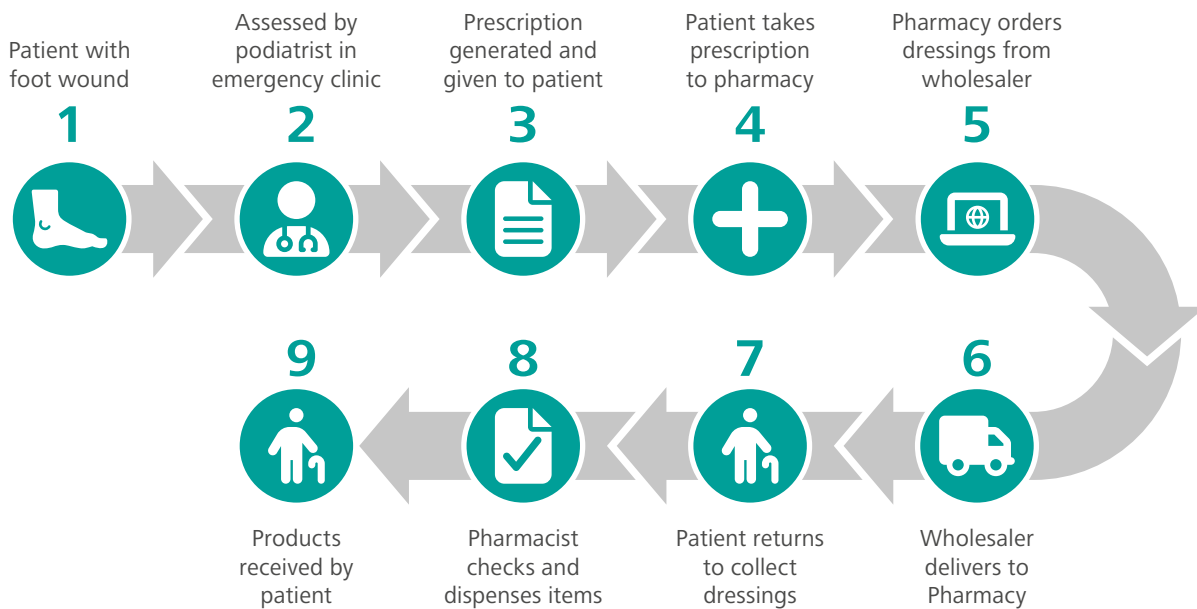 Patient with
foot wound
1
Assessed by
podiatrist in
emergency clinic
2
Prescription
generated and
given to patient
3
Patient takes
prescription
to pharmacy
4
Pharmacy orders
dressings from
wholesaler
5
6
Wholesaler
delivers to
Pharmacy
7
Patient returns
to collect
dressings
8
Pharmacist
checks and
dispenses items
9
Products
received by
patient